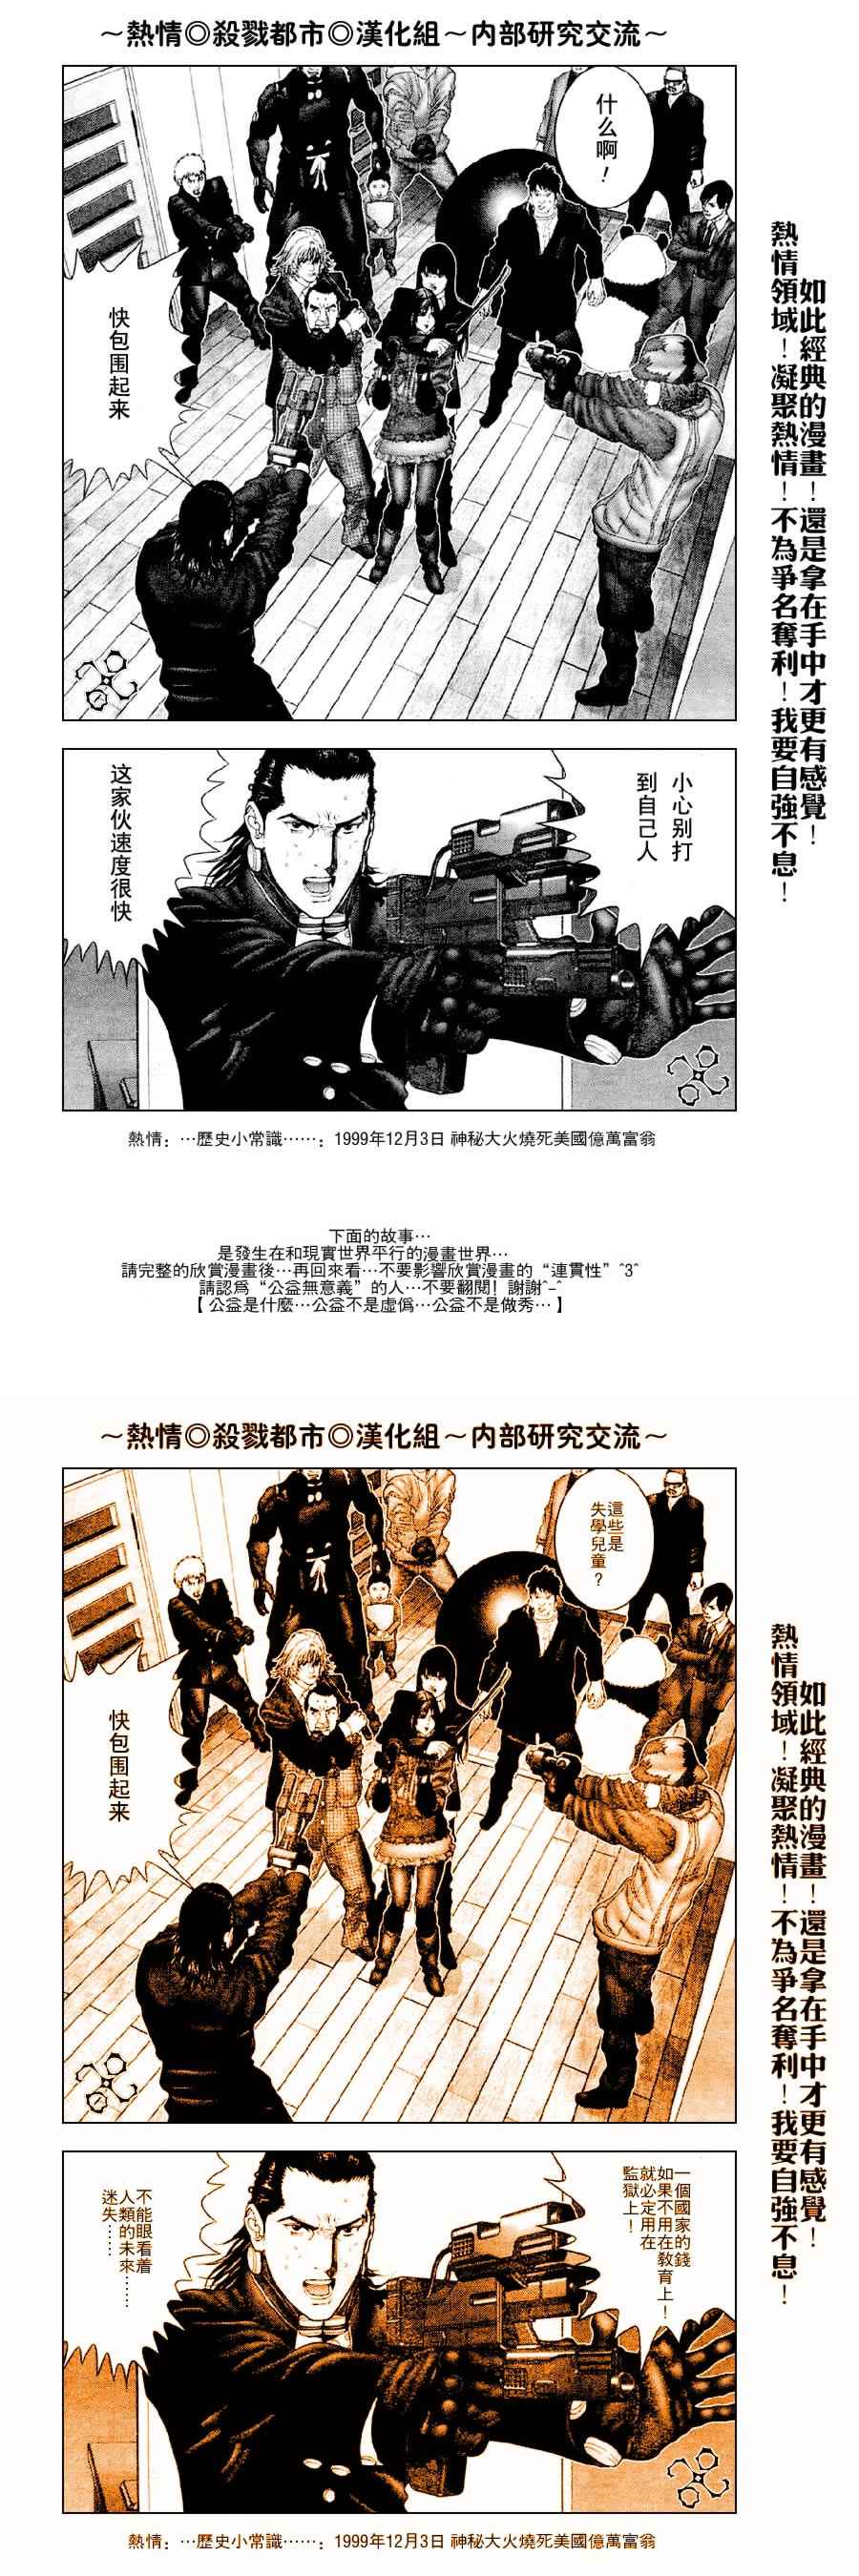 ～熱情◎殺戮都市◎漢化組～内部研究交流～
什么啊！
快包围起来
如此經典的漫畫！還是拿在手中才更有感覺！
熱情領域！凝聚熱情！不為爭名奪利！我要自強不息！
小心别打
到自己人
这家伙速度很快
熱情：…歷史小常識……：1999年12月3日 神秘大火燒死美國億萬富翁
下面的故事…
是發生在和現實世界平行的漫畫世界…
請完整的欣賞漫畫後…再回來看…不要影響欣賞漫畫的“連貫性”^3^
請認爲“公益無意義”的人…不要翻閱！謝謝^-^
【 公益是什麼…公益不是虛僞…公益不是做秀… 】
～熱情◎殺戮都市◎漢化組～内部研究交流～
這些是
失學兒童？
快包围起来
如此經典的漫畫！還是拿在手中才更有感覺！
熱情領域！凝聚熱情！不為爭名奪利！我要自強不息！
一個國家的錢
如果不用在教育上！
就必定用在
監獄上！
不能眼看着
人類的未來……
迷失……
熱情：…歷史小常識……：1999年12月3日 神秘大火燒死美國億萬富翁